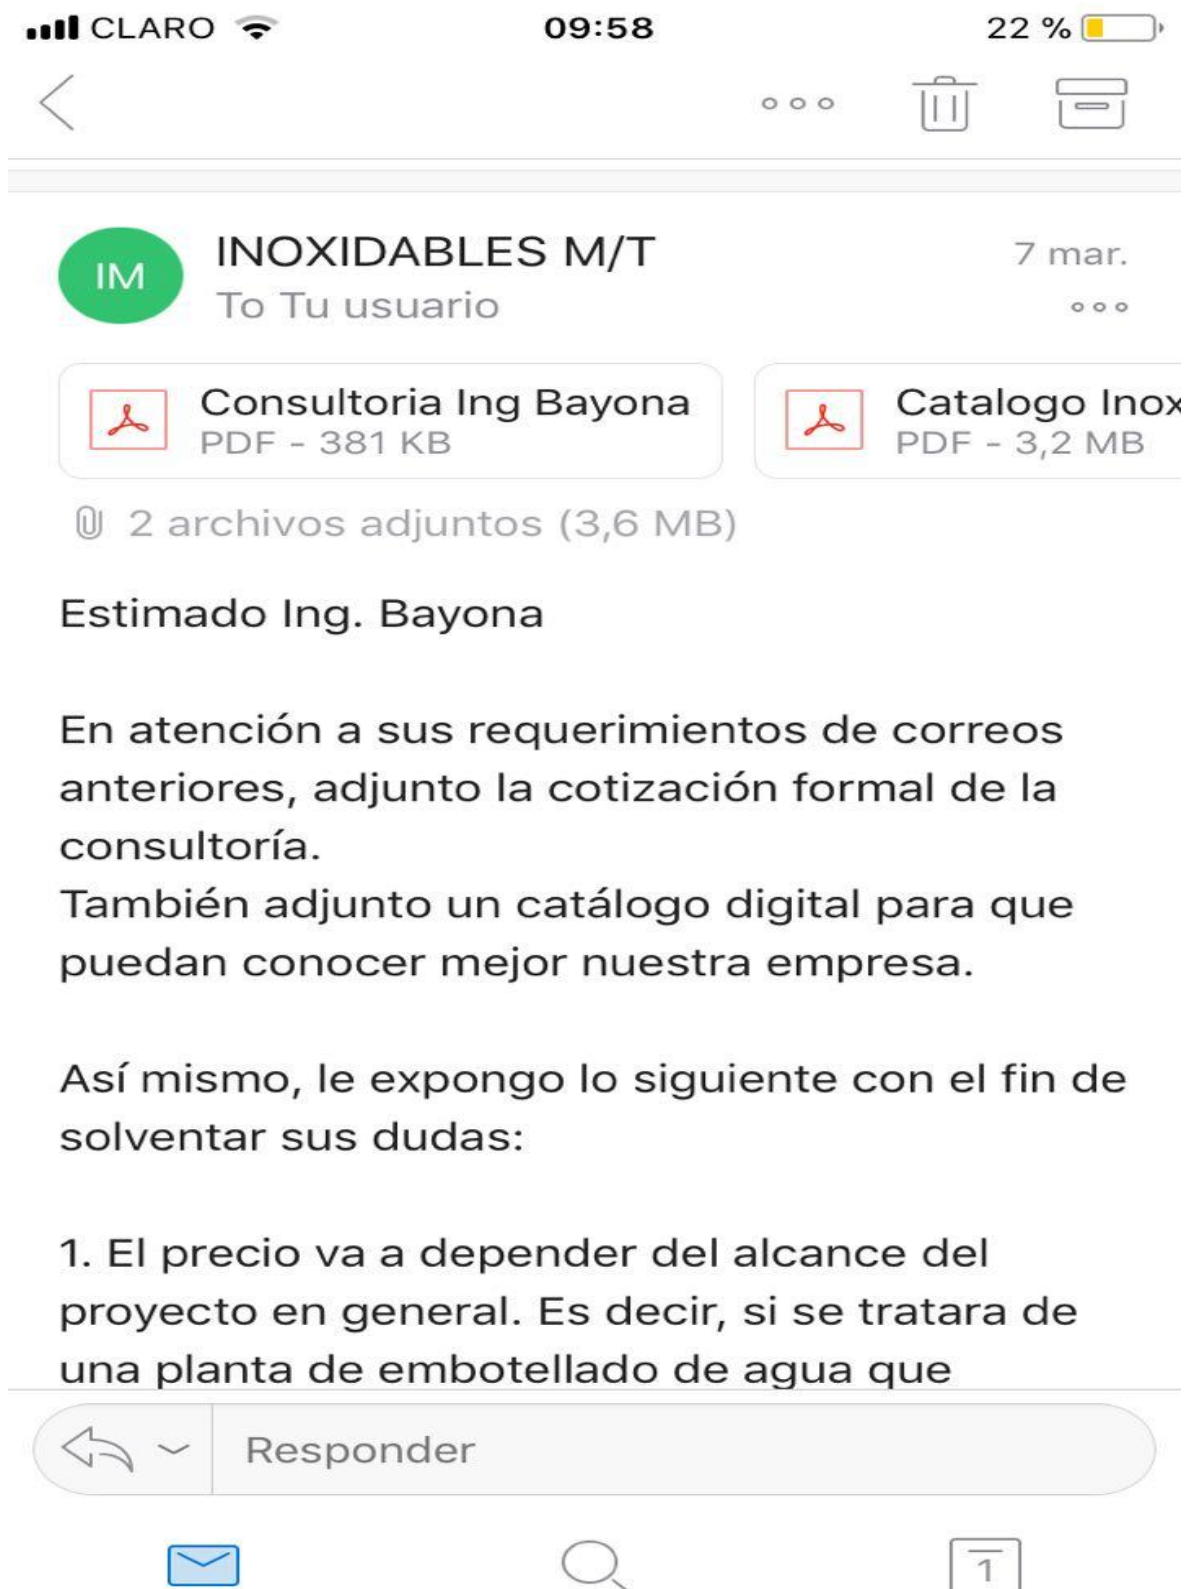 CLARO 09:58 22 %
INOXIDABLES M/T 7 mar.
IM
To Tu usuario
Consultoria Ing Bayona
PDF - 381 KB
Catalogo Inox
PDF - 3,2 MB
2 archivos adjuntos (3,6 MB)
Estimado Ing. Bayona
En atención a sus requerimientos de correos
anteriores, adjunto la cotización formal de la
consultoría.
También adjunto un catálogo digital para que
puedan conocer mejor nuestra empresa.
Así mismo, le expongo lo siguiente con el fin de
solventar sus dudas:
1. El precio va a depender del alcance del
proyecto en general. Es decir, si se tratara de
una planta de embotellado de agua que
Responder
1